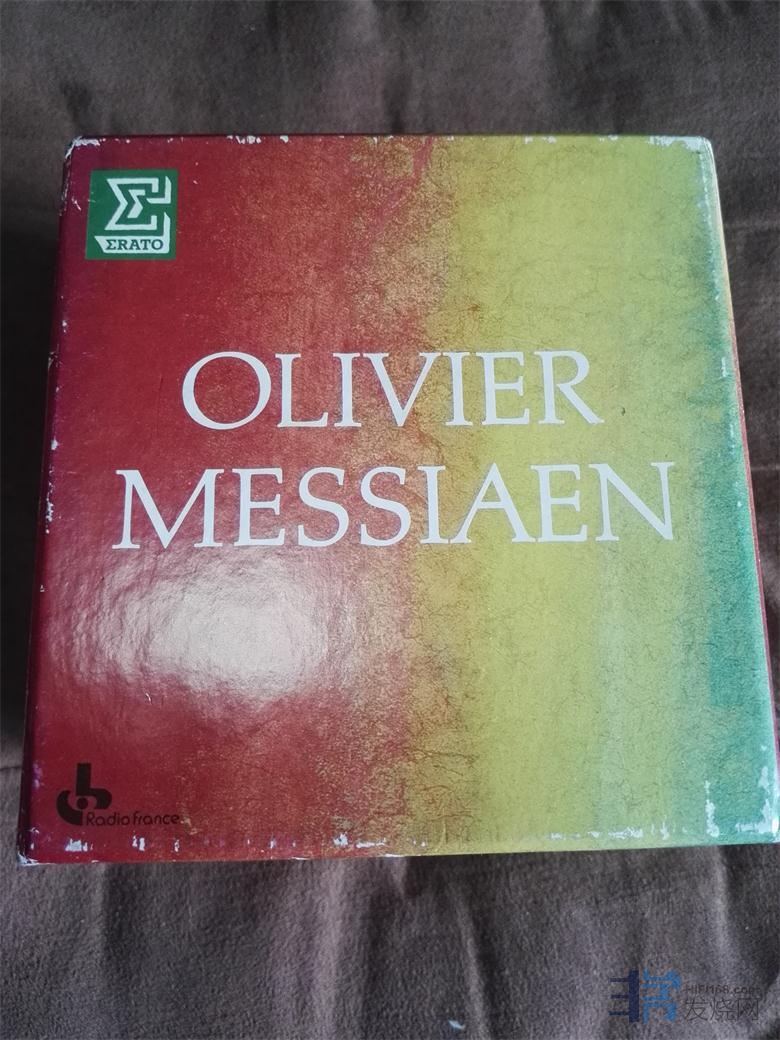 ΣRATO
OLIVIER
MESSIAEN
Radio france
HIFI168.com
发烧网